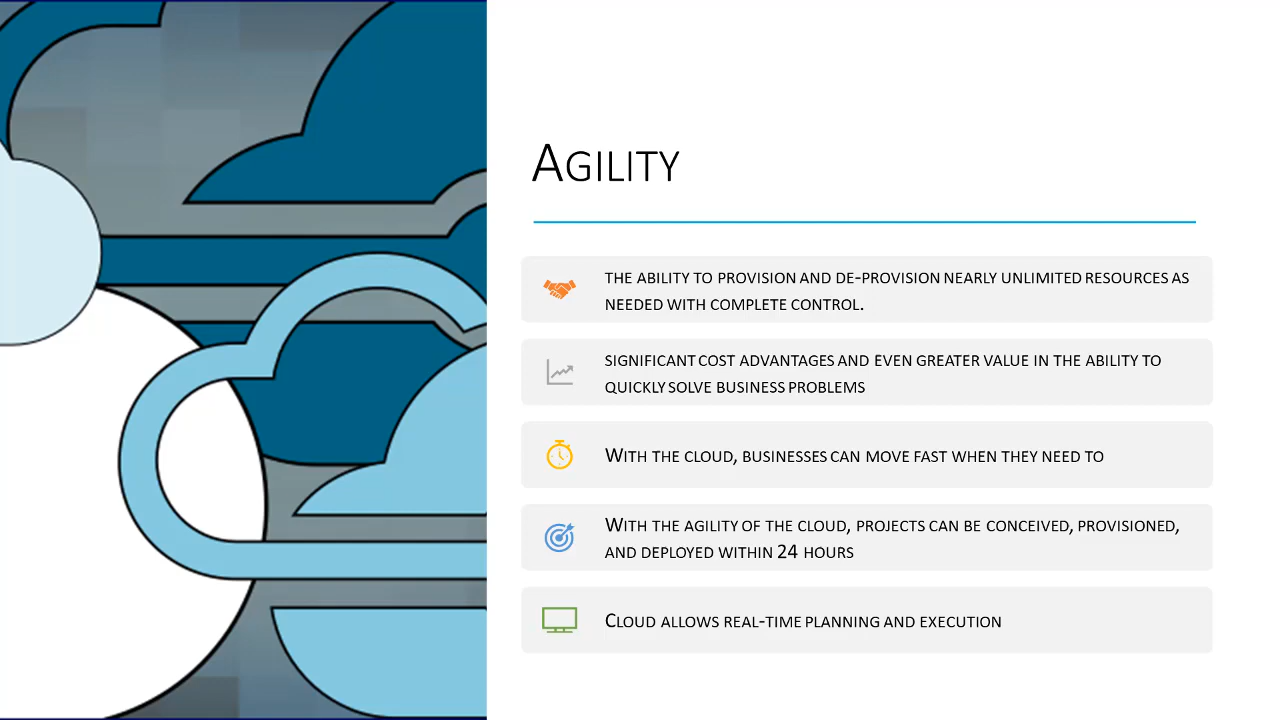 AGILITY
THE ABILITY TO PROVISION AND DE-PROVISION NEARLY UNLIMITED RESOURCES AS
NEEDED WITH COMPLETE CONTROL.
SIGNIFICANT COST ADVANTAGES AND EVEN GREATER VALUE IN THE ABILITY TO
QUICKLY SOLVE BUSINESS PROBLEMS
WITH THE CLOUD, BUSINESSES CAN MOVE FAST WHEN THEY NEED TO
WITH THE AGILITY OF THE CLOUD, PROJECTS CAN BE CONCEIVED, PROVISIONED,
AND DEPLOYED WITHIN 24 HOURS
CLOUD ALLOWS REAL-TIME PLANNING AND EXECUTION